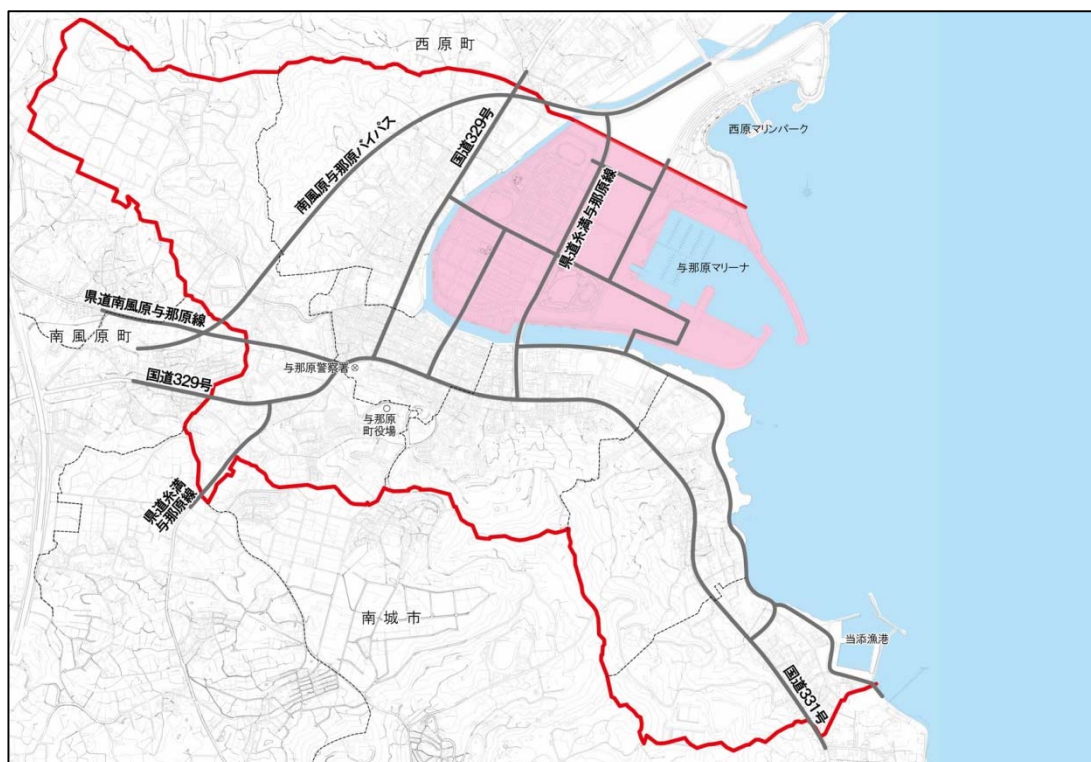 西原町
西原マリンパーク
国道329号
南風原与那原バイパス
県道糸満与那原線
与那原マリーナ
県道南風原与那原線
南風原町
与那原警察署
国道329号
与那原
町役場
県道糸満
与那原線
南城市
当添漁港
国道331号